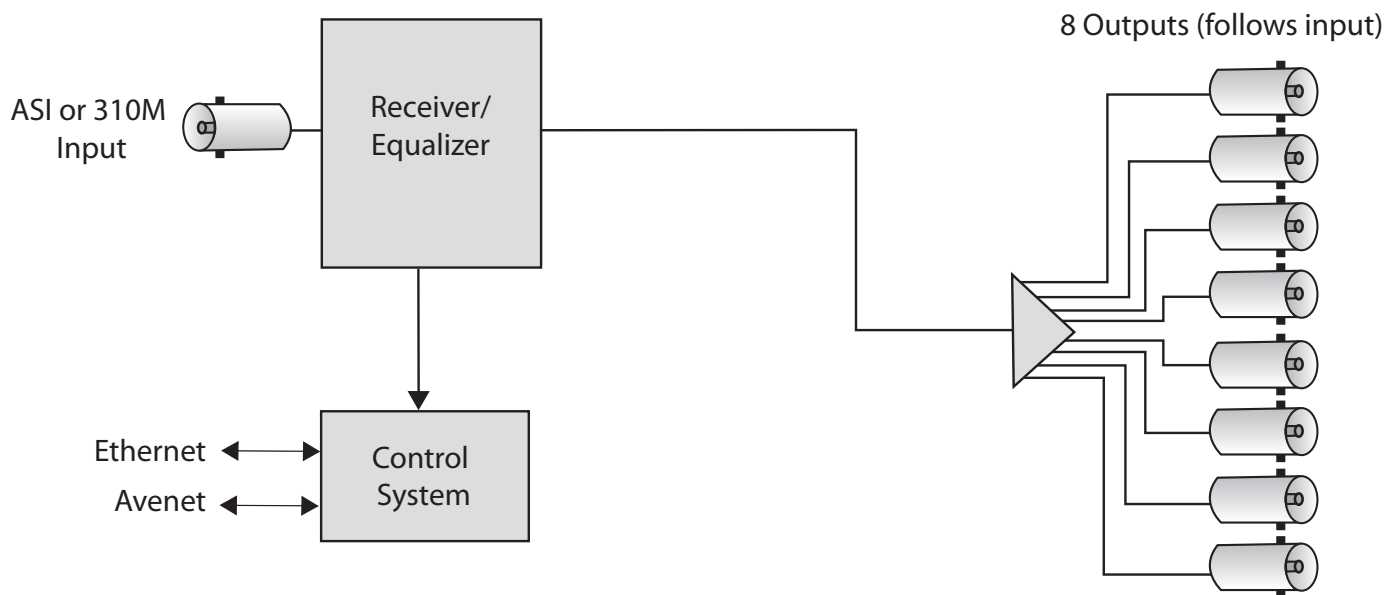 8 Outputs (follows input)
ASI or 310M
Input
Receiver/
Equalizer
Control
System
Ethernet
Avenet